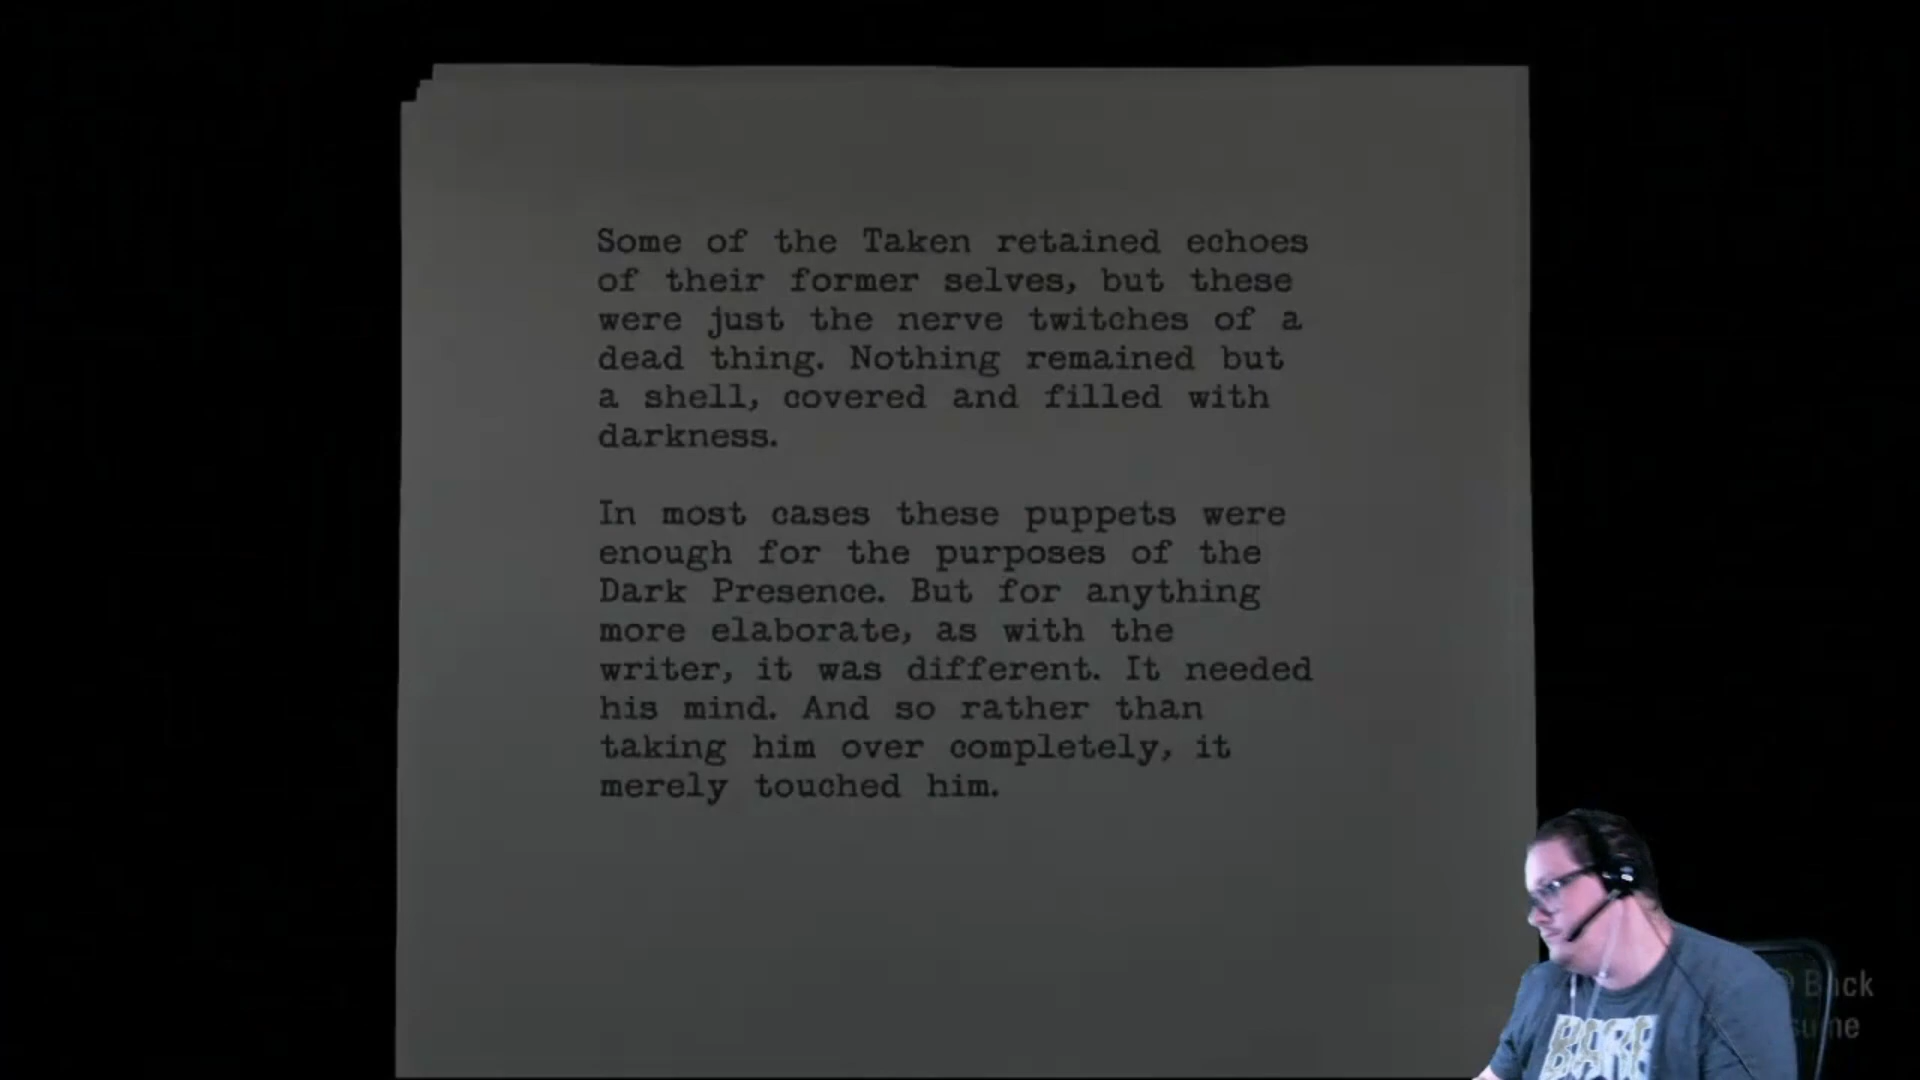 Some of the Taken retained echoes
of their former selves, but these
were just the nerve twitches of a
dead thing. Nothing remained but
a shell, covered and filled with
darkness.
In most cases these puppets were
enough for the purposes of the
Dark Presence. But for anything
more elaborate, as with the
writer, it was different. It needed
his mind. And so rather than
taking him over completely, it
merely touched him.
Back